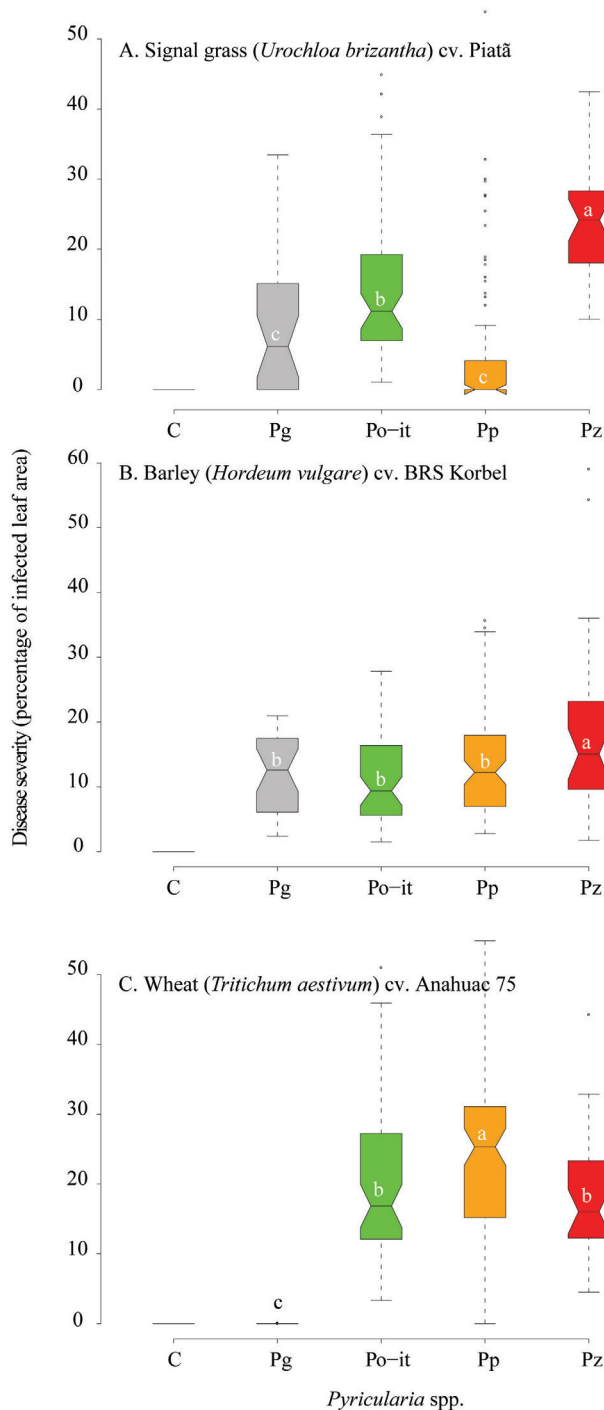 A. Signal grass (Urochloa brizantha) cv. Piatã
50
40
30
20
10
0
a
b
c
c
C Pg Po-it Pp Pz
Disease severity (percentage of infected leaf area)
B. Barley (Hordeum vulgare) cv. BRS Korbel
60
50
40
30
20
10
0
b
b
b
a
C Pg Po-it Pp Pz
C. Wheat (Tritichum aestivum) cv. Anahuac 75
50
40
30
20
10
0
c
b
a
b
C Pg Po-it Pp Pz
Pyricularia spp.